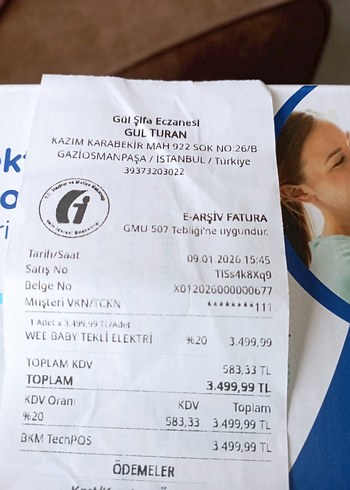 Gül Şifa Eczanesi
GÜL TURAN
KAZIM KARABEKİR MAH 922 SOK NO:26/B
GAZİOSMANPAŞA / İSTANBUL / Türkiye
39373203022
E-ARŞİV FATURA
GMU 507 Tebliği'ne uygundur.
Tarih/Saat 09.01.2026 15:45
Satış No TISs4k8Xq9
Belge No X012026000000677
Müşteri VKN/TCKN ********111
1 Adet x 3.499,99 TL/Adet
WEE BABY TEKLİ ELEKTRİ %20 3.499,99
TOPLAM KDV 583,33 TL
TOPLAM 3.499,99 TL
KDV Oranı KDV Toplam
%20 583,33 3.499,99 TL
BKM TechPOS 3.499,99 TL
ÖDEMELER